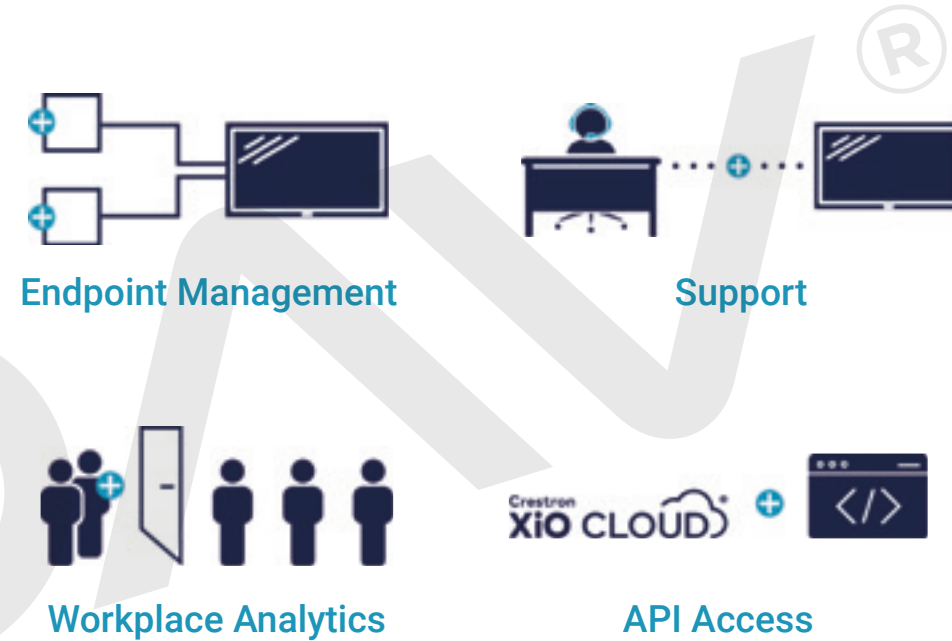 ®
Endpoint Management
Support
Crestron
XiO CLOUD
</>
Workplace Analytics
API Access